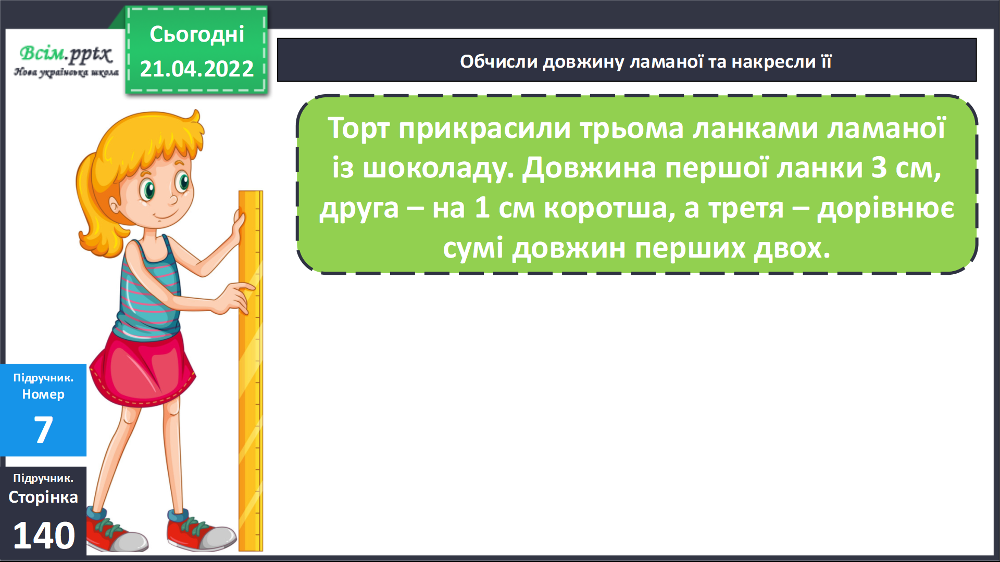 Сьогодні
21.04.2022
Всім.pptx
Нова українська школа
Обчисли довжину ламаної та накресли її
Торт прикрасили трьома ланками ламаної
із шоколаду. Довжина першої ланки 3 см,
друга – на 1 см коротша, а третя – дорівнює
сумі довжин перших двох.
Підручник.
Номер
7
Підручник.
Сторінка
140